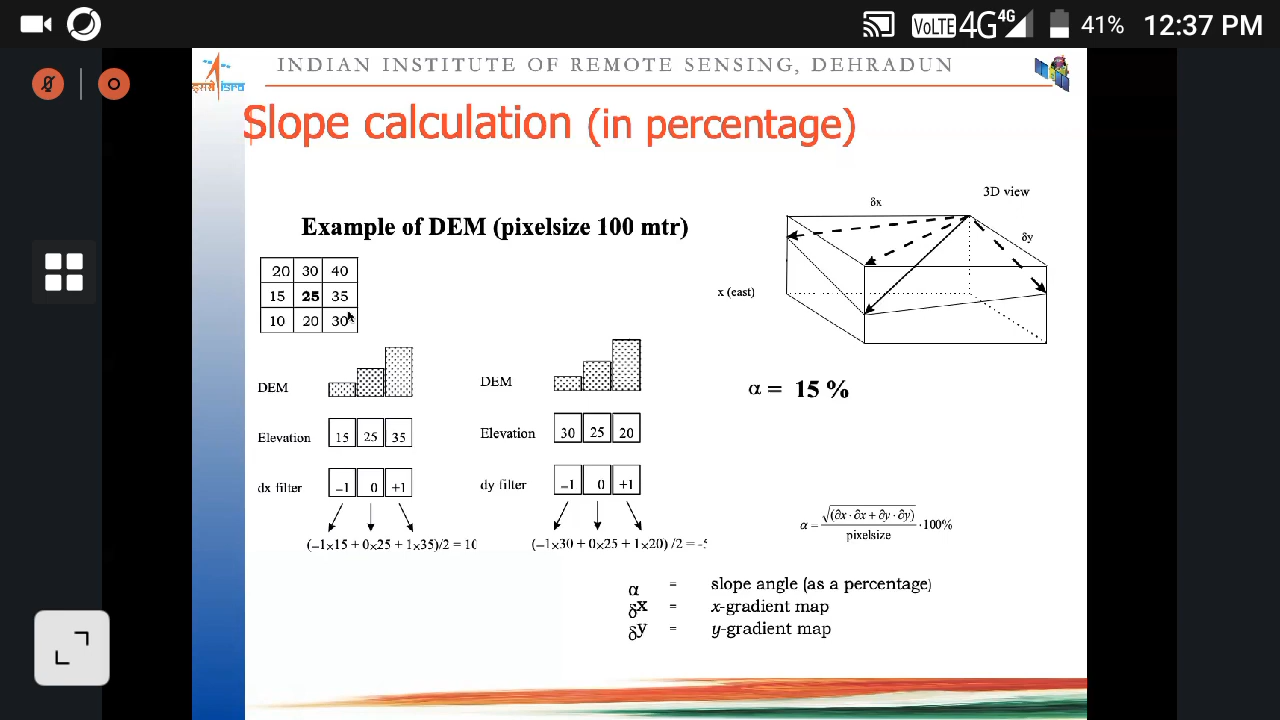 VoLTE 4G 4G 41% 12:37 PM
इसरो isro
INDIAN INSTITUTE OF REMOTE SENSING, DEHRADUN
Slope calculation (in percentage)
Example of DEM (pixelsize 100 mtr)
20 30 40
15 25 35
10 20 30
DEM
Elevation 15 25 35
dx filter –1 0 +1
(–1×15 + 0×25 + 1×35)/2 = 10
DEM
Elevation 30 25 20
dy filter –1 0 +1
(–1×30 + 0×25 + 1×20) /2 = -5
3D view
δx
δy
x (east)
α = 15 %
α = √(∂x · ∂x + ∂y · ∂y) / pixelsize · 100%
α = slope angle (as a percentage)
δx = x-gradient map
δy = y-gradient map